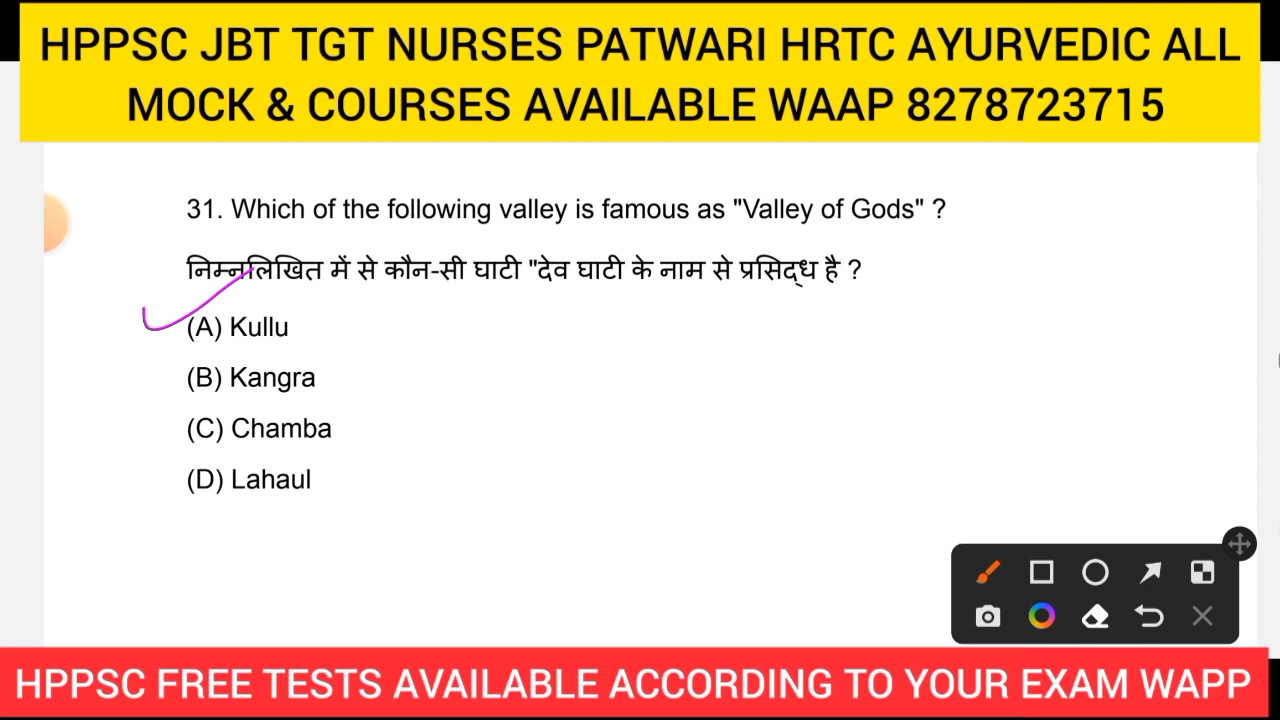 HPPSC JBT TGT NURSES PATWARI HRTC AYURVEDIC ALL
MOCK & COURSES AVAILABLE WAAP 8278723715
31. Which of the following valley is famous as "Valley of Gods" ?
निम्नलिखित में से कौन-सी घाटी "देव घाटी के नाम से प्रसिद्ध है ?
(A) Kullu
(B) Kangra
(C) Chamba
(D) Lahaul
HPPSC FREE TESTS AVAILABLE ACCORDING TO YOUR EXAM WAPP